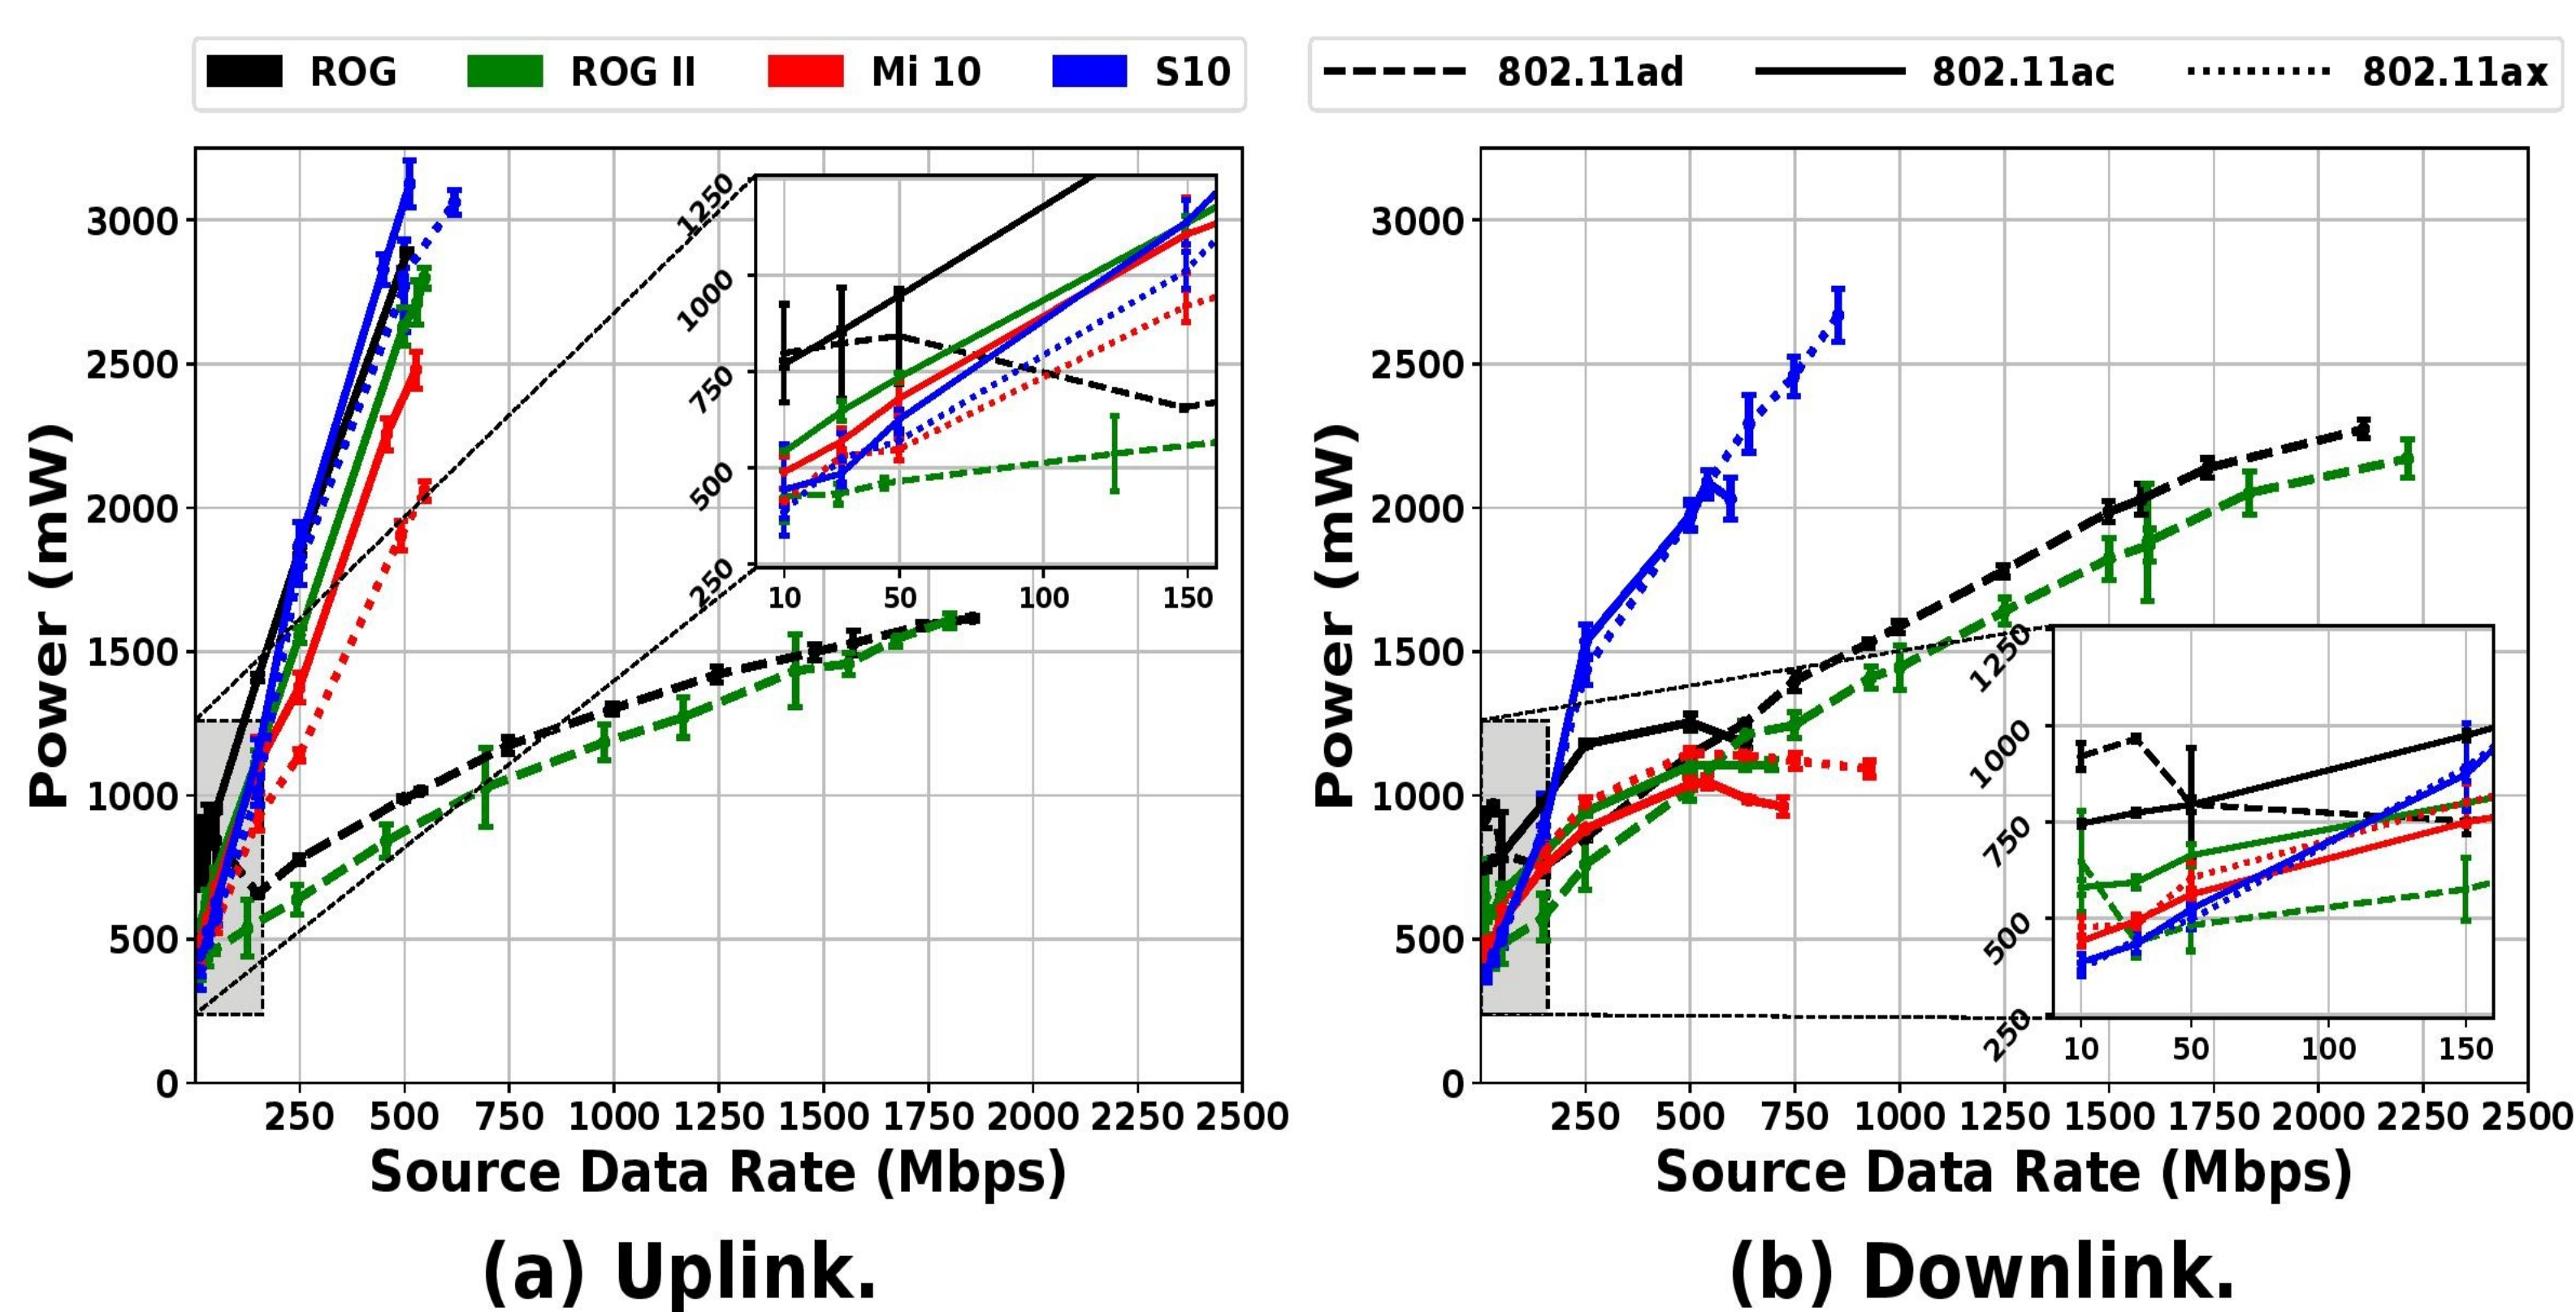 ROG ROG II Mi 10 S10
802.11ad 802.11ac 802.11ax
Power (mW)
3000
2500
2000
1500
1000
500
0
250 500 750 1000 1250 1500 1750 2000 2250 2500
1250
1000
750
500
250
10 50 100 150
Source Data Rate (Mbps)
(a) Uplink.
Power (mW)
3000
2500
2000
1500
1000
500
0
250 500 750 1000 1250 1500 1750 2000 2250 2500
1250
1000
750
500
250
10 50 100 150
Source Data Rate (Mbps)
(b) Downlink.